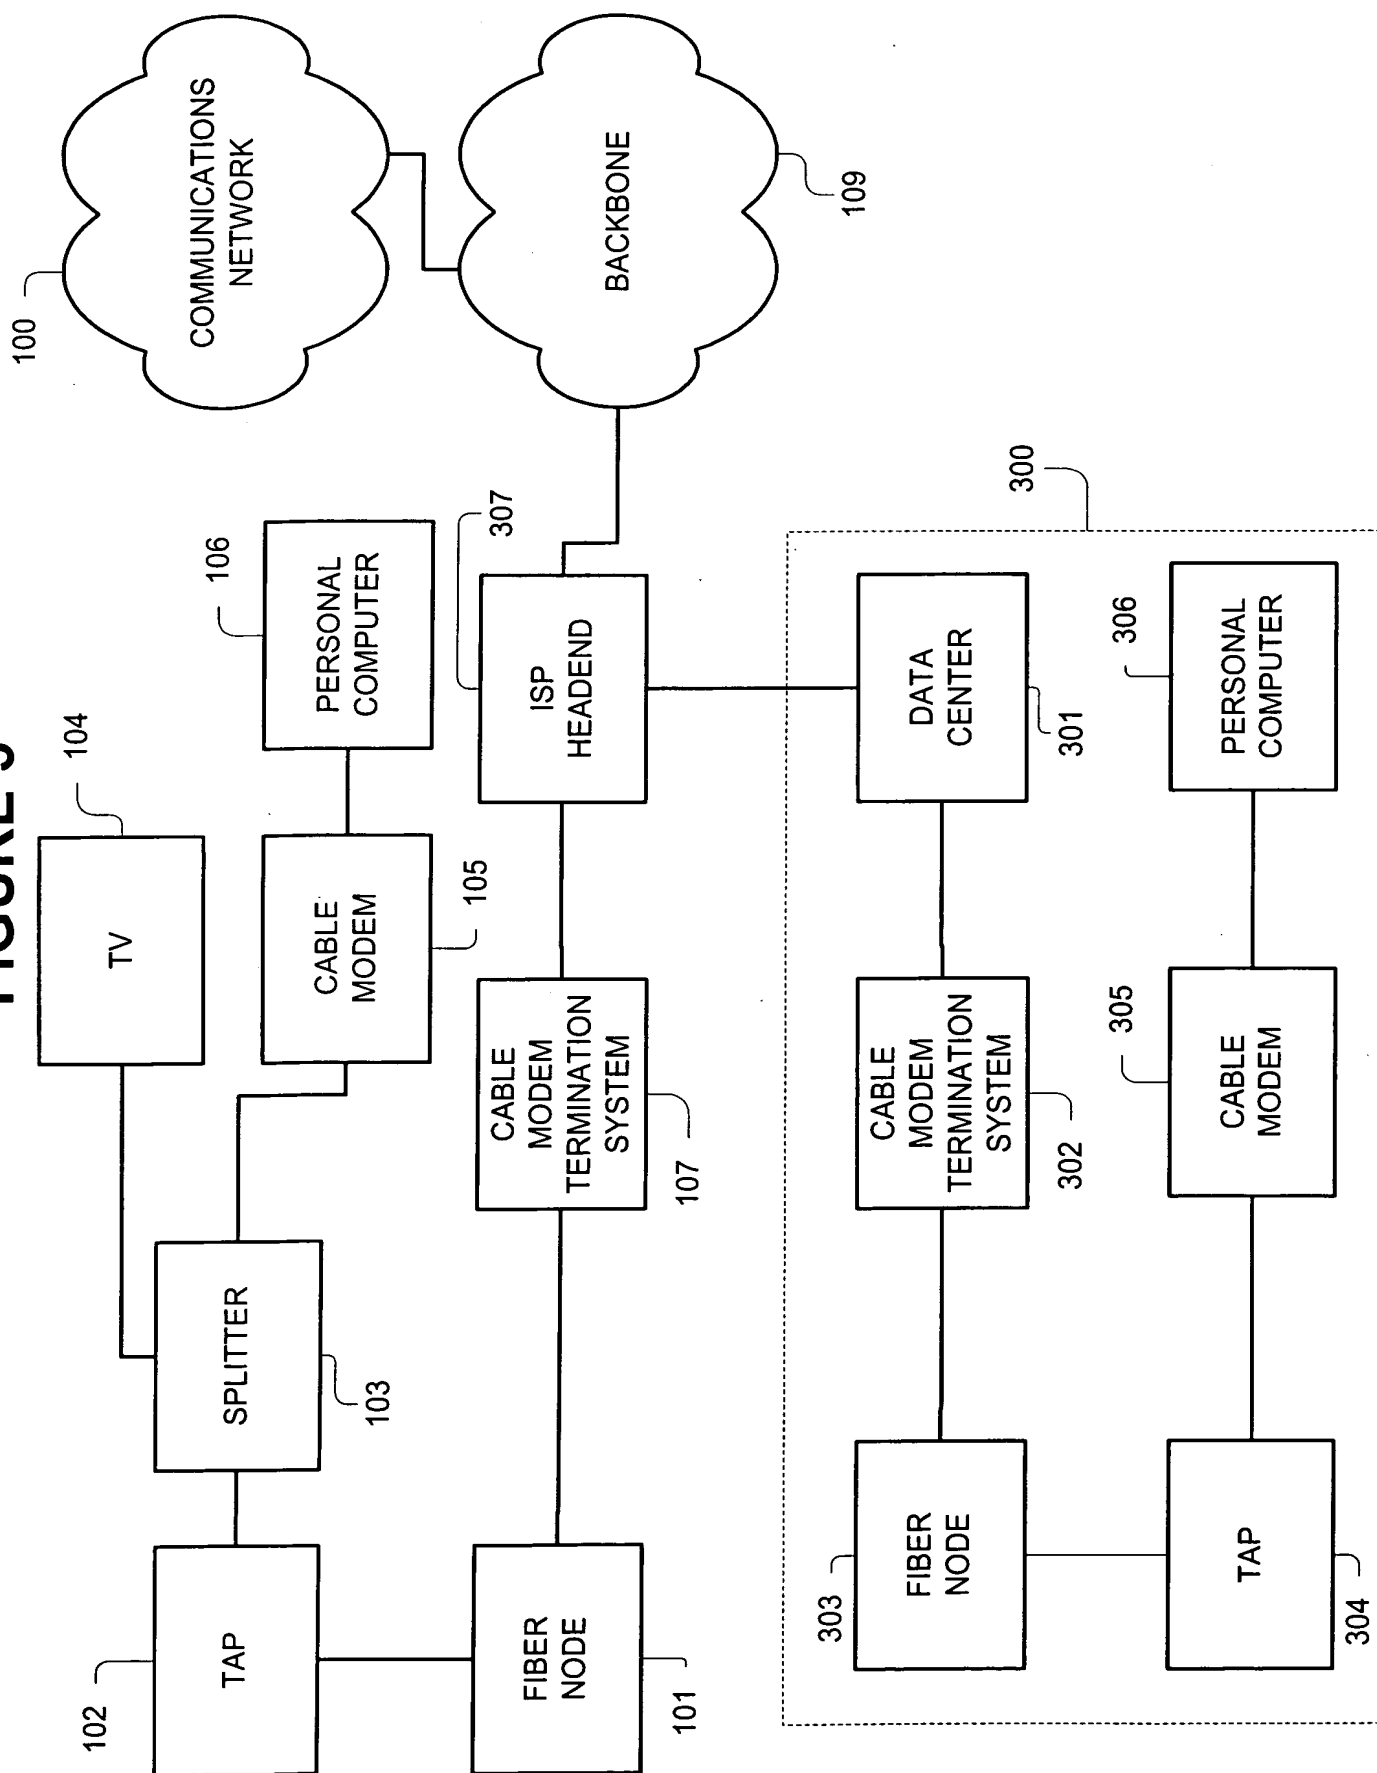 FIGURE
100
104
102
TV
TAP
SPLITTER
COMMUNICATIONS
NETWORK
106
PERSONAL
COMPUTER
CABLE
MODEM
103
105
307
FIBER
NODE
CABLE
MODEM
TERMINATION
SYSTEM
ISP
HEADEND
BACKBONE
101
107
109
303
FIBER
NODE
CABLE
MODEM
TERMINATION
SYSTEM
DATA
CENTER
300
302
301
305
306
TAP
CABLE
MODEM
PERSONAL
COMPUTER
304